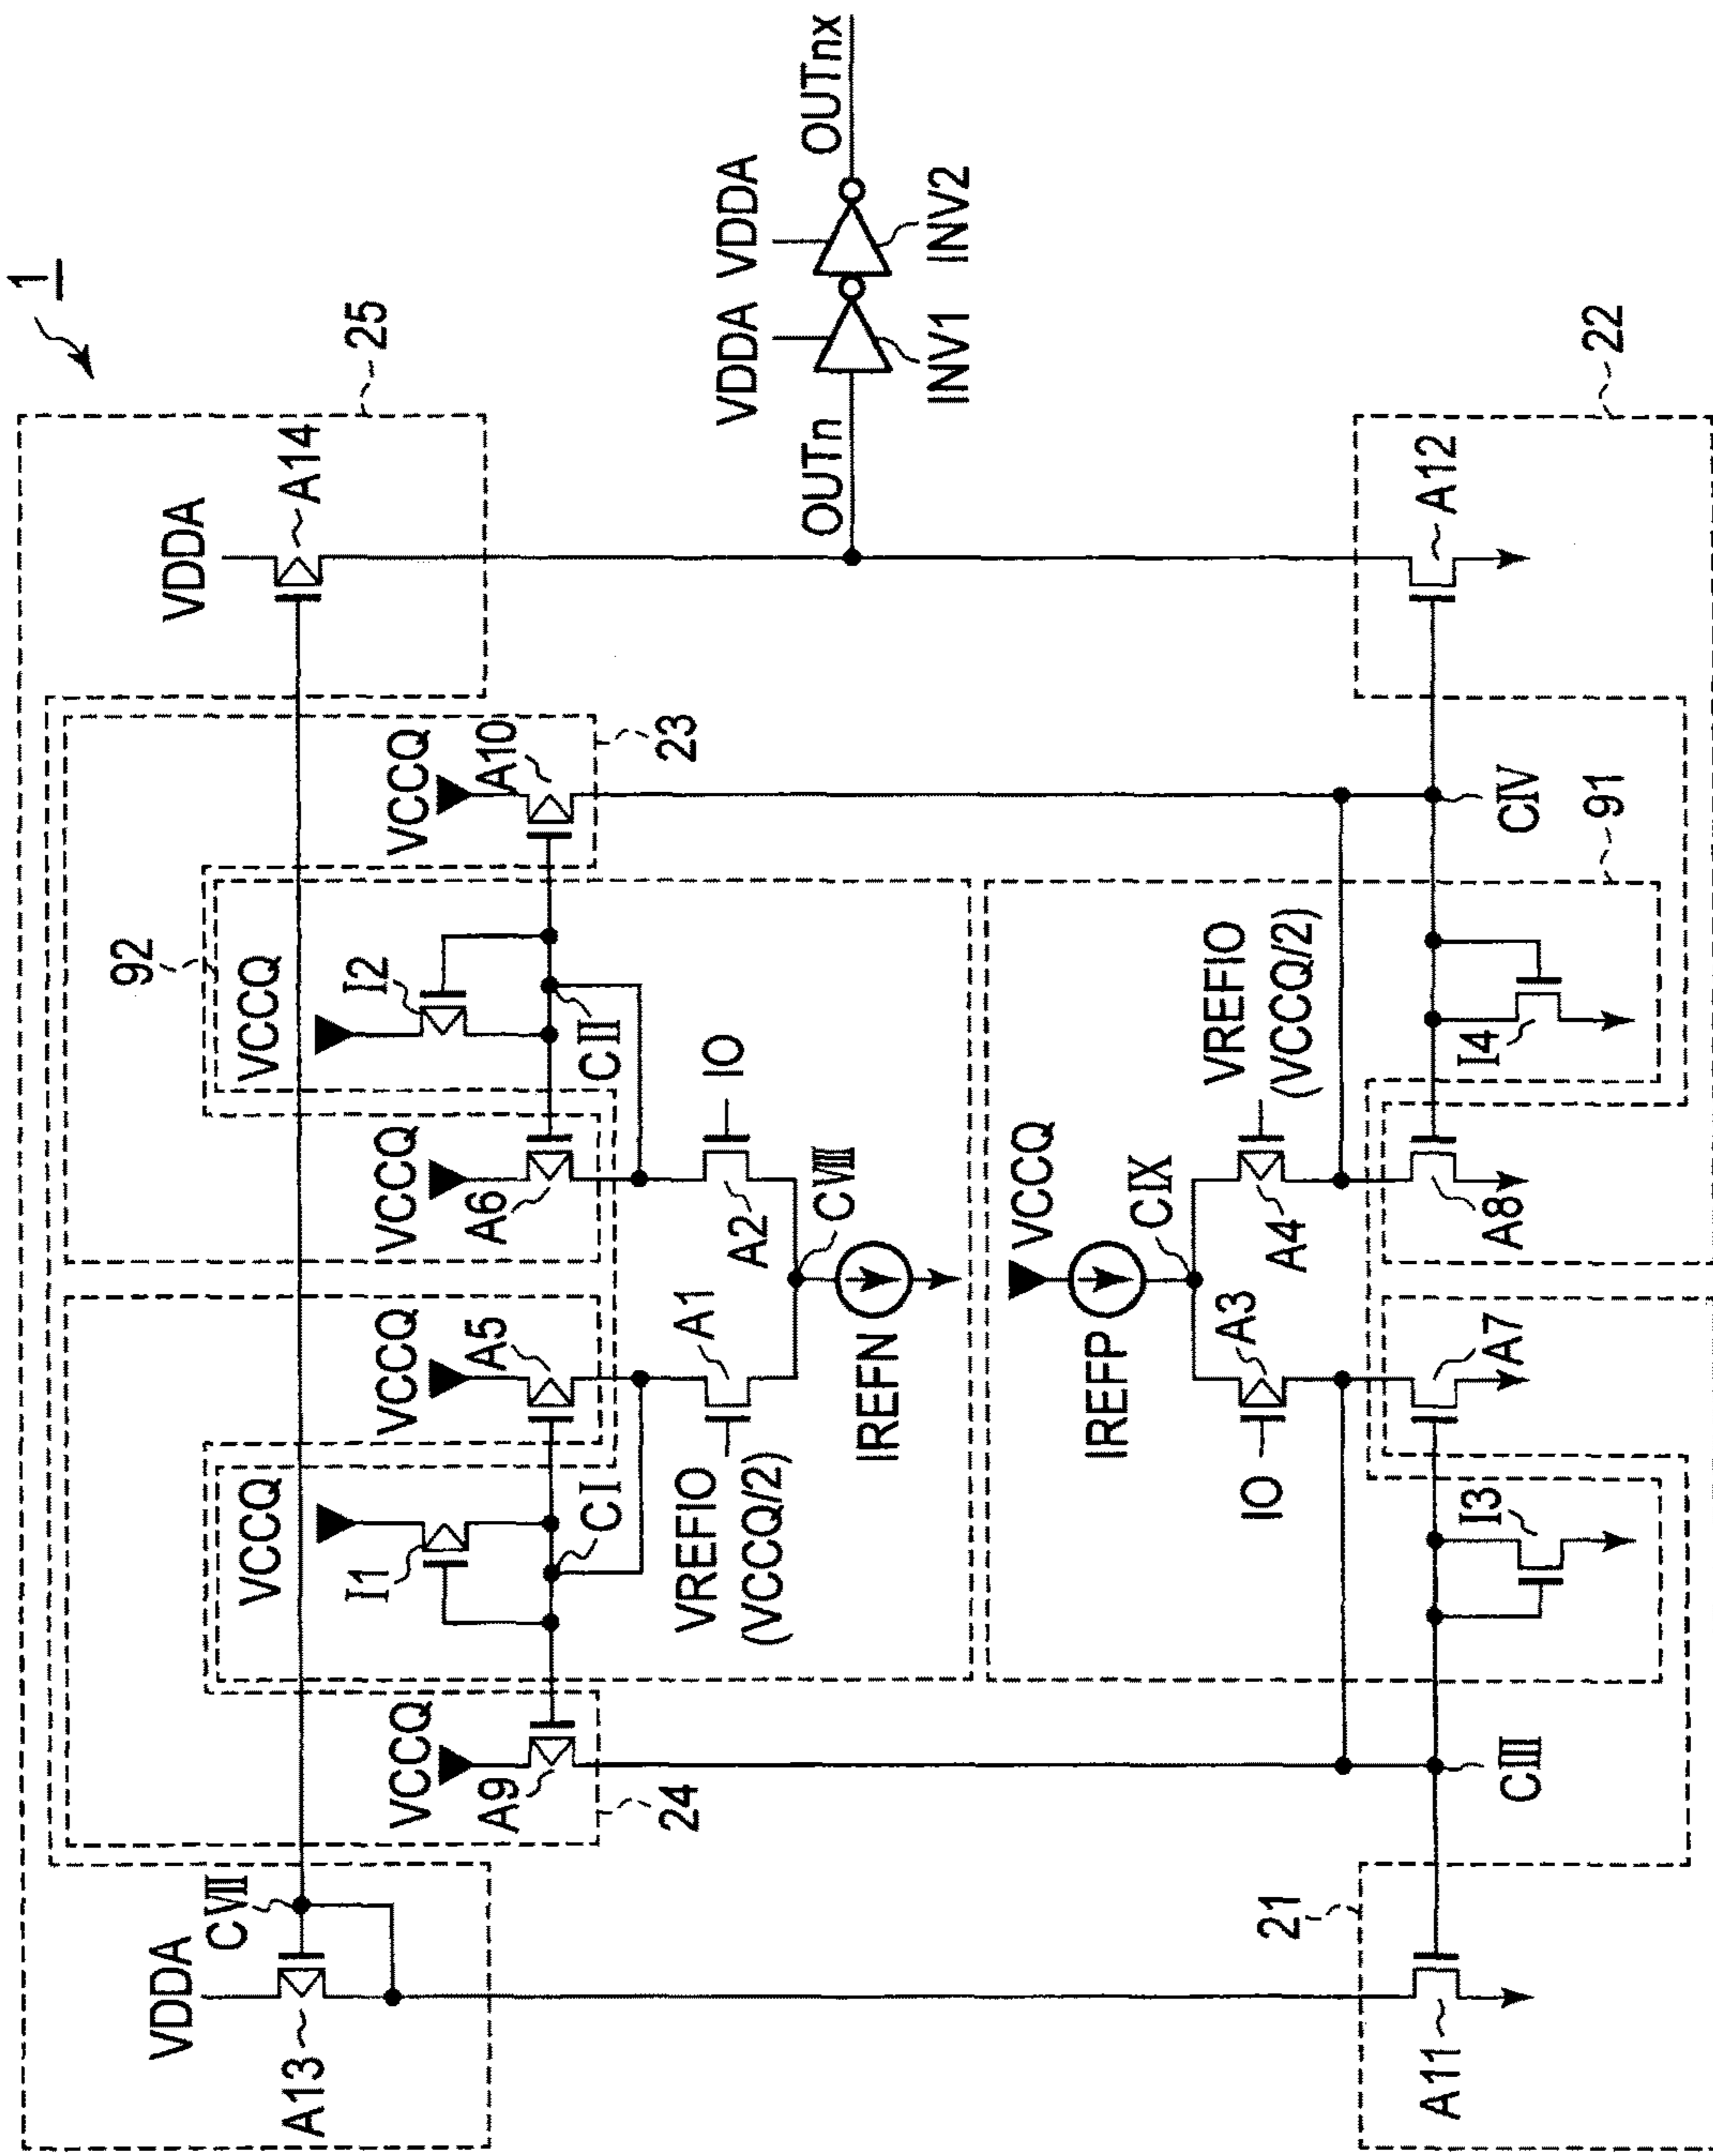 1
25
VDDA
A14
VDDA
CⅦ
A13
92
VCCQ
I2
VCCQ
A10
23
VCCQ
A6
CⅡ
VCCQ
A5
VCCQ
I1
CⅠ
VCCQ
A9
24
IO
A2
CⅧ
A1
VREFIO
(VCCQ/2)
IREFN
OUTn
VDDA
VDDA
OUTnx
INV1
INV2
VCCQ
CⅨ
IREFP
VREFIO
(VCCQ/2)
A4
A3
IO
A8
A7
I4
I3
CⅣ
91
CⅢ
22
A12
21
A11